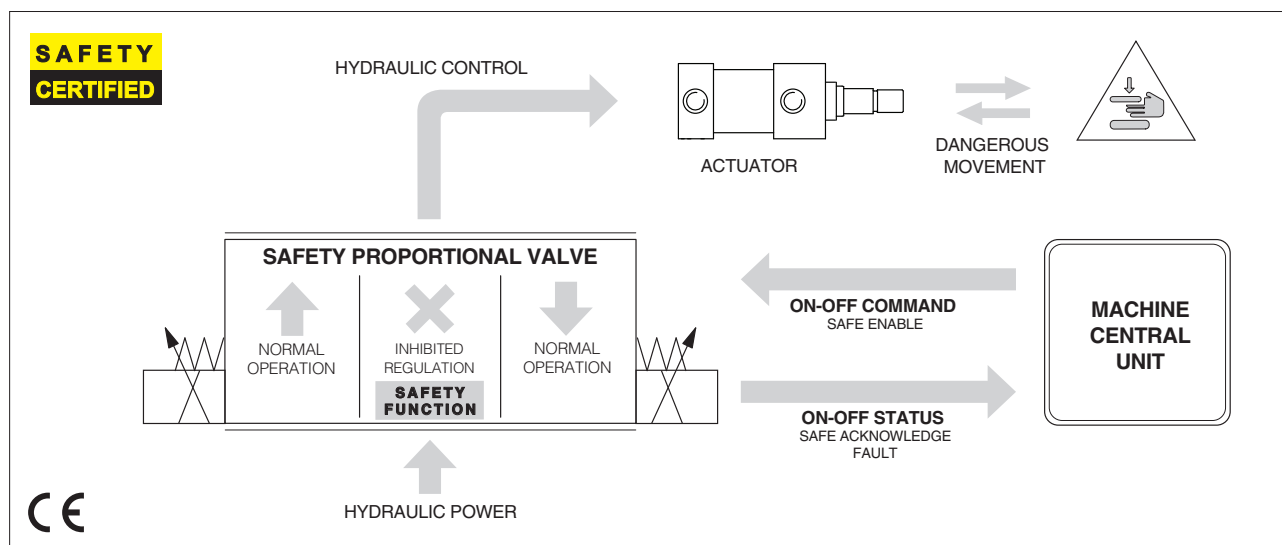 SAFETY
CERTIFIED
HYDRAULIC CONTROL
ACTUATOR
DANGEROUS
MOVEMENT
SAFETY PROPORTIONAL VALVE
NORMAL
OPERATION
INHIBITED
REGULATION
SAFETY
FUNCTION
NORMAL
OPERATION
ON-OFF COMMAND
SAFE ENABLE
ON-OFF STATUS
SAFE ACKNOWLEDGE
FAULT
MACHINE
CENTRAL
UNIT
HYDRAULIC POWER
CE